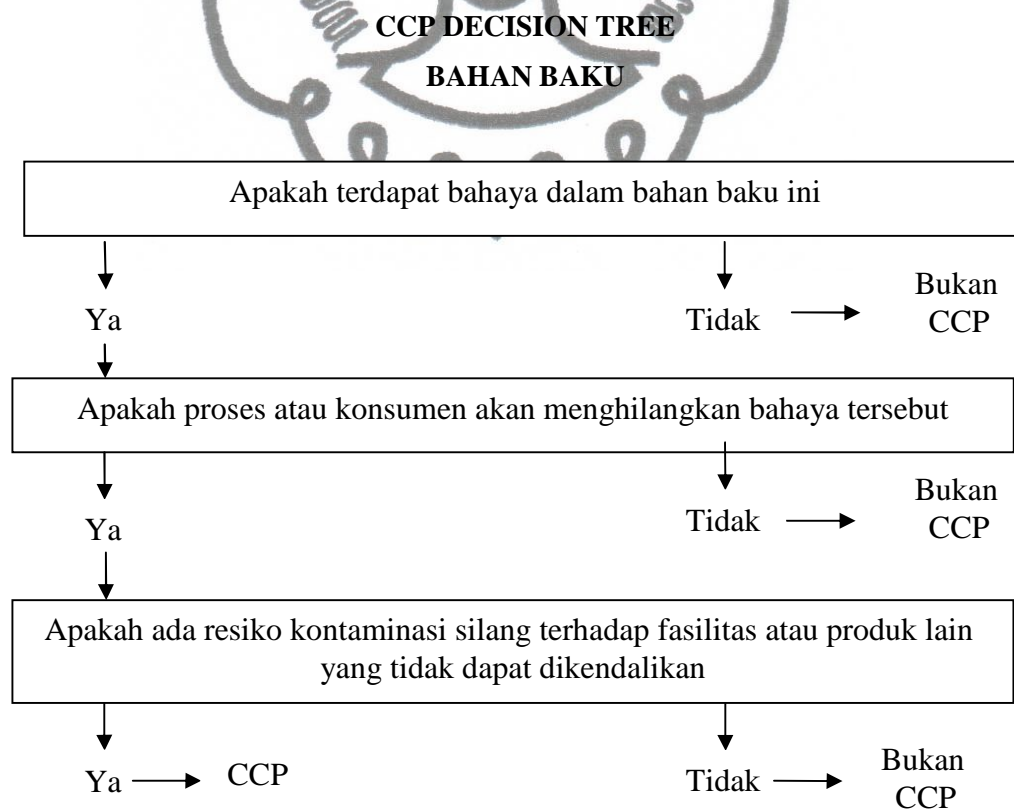 CCP DECISION TREE
BAHAN BAKU
Apakah terdapat bahaya dalam bahan baku ini
Ya
Tidak
Bukan
CCP
Apakah proses atau konsumen akan menghilangkan bahaya tersebut
Ya
Tidak
Bukan
CCP
Apakah ada resiko kontaminasi silang terhadap fasilitas atau produk lain
yang tidak dapat dikendalikan
Ya
CCP
Tidak
Bukan
CCP